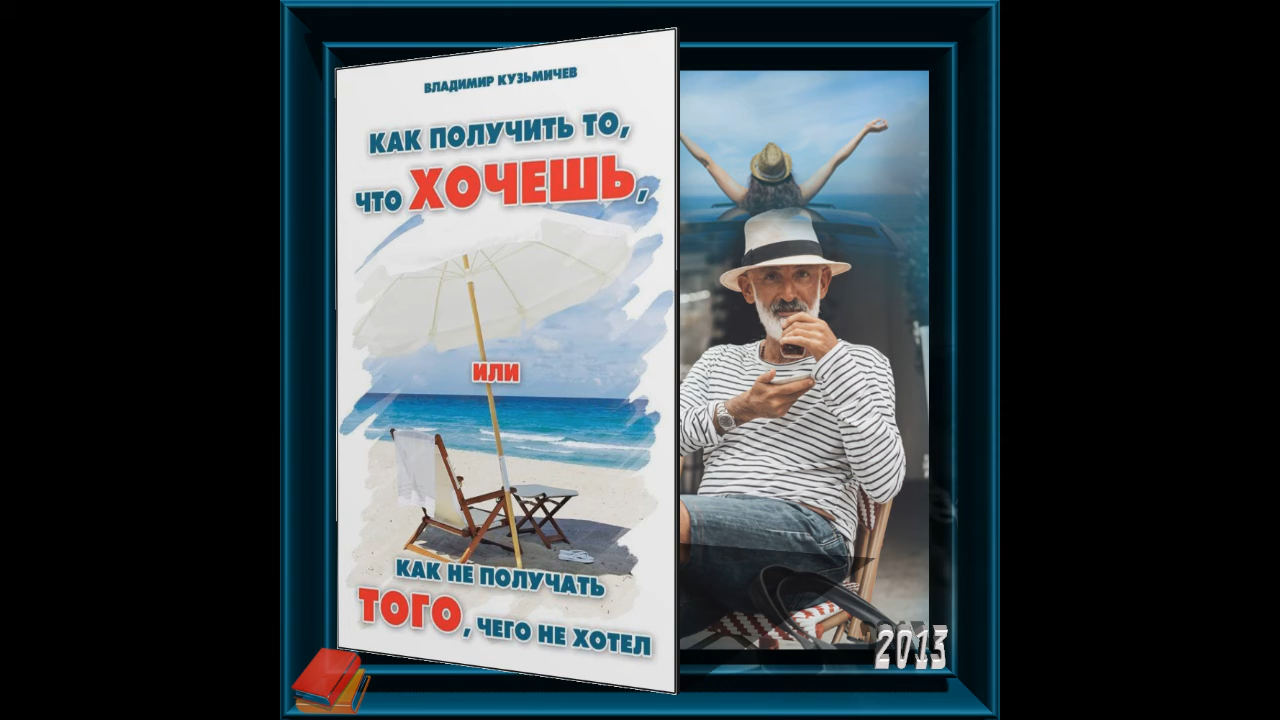 ВЛАДИМИР КУЗЬМИЧЕВ
КАК ПОЛУЧИТЬ ТО,
ЧТО ХОЧЕШЬ,
ИЛИ
КАК НЕ ПОЛУЧАТЬ
ТОГО, ЧЕГО НЕ ХОТЕЛ
2013